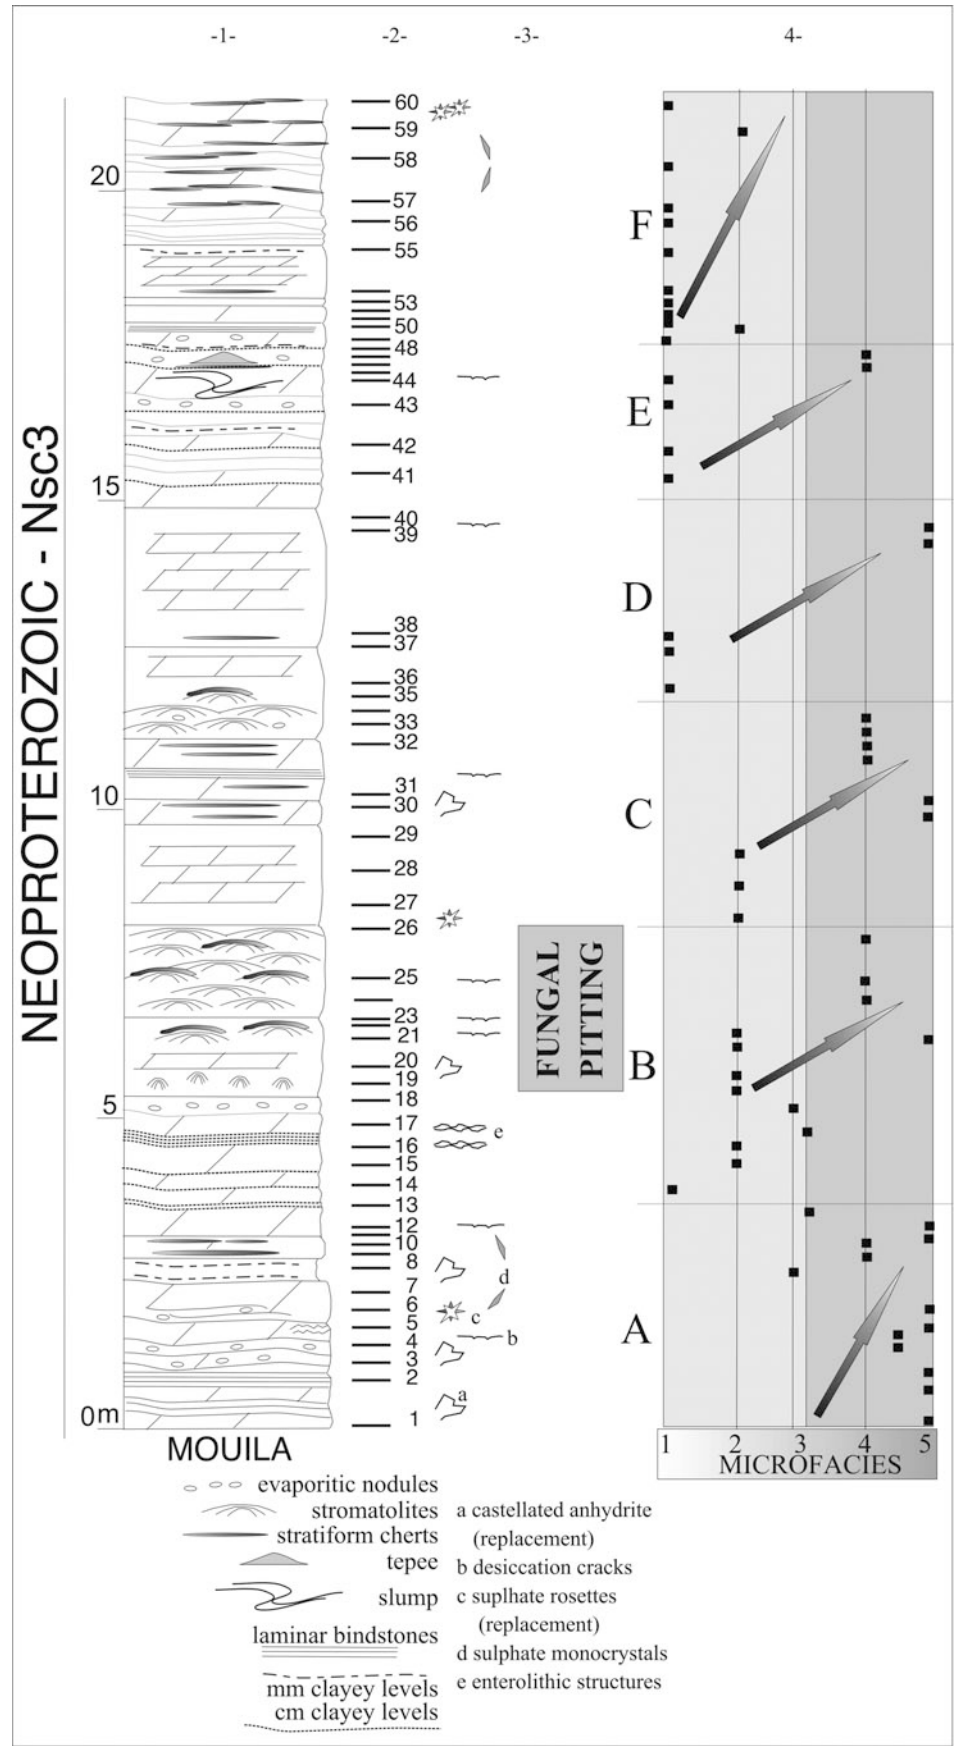 -1-
-2-
-3-
4-
NEOPROTEROZOIC - Nsc3
20
15
10
5
0m
60
59
58
57
56
55
53
50
48
44
43
42
41
40
39
38
37
36
35
33
32
31
30
29
28
27
26
25
23
21
20
19
18
17
16
15
14
13
12
10
8
7
6
5
4
3
2
1
e
d
c
b
a
FUNGAL
PITTING
F
E
D
C
B
A
1 2 3 4 5
MICROFACIES
MOUILA
evaporitic nodules
stromatolites
stratiform cherts
tepee
slump
laminar bindstones
mm clayey levels
cm clayey levels
a castellated anhydrite
(replacement)
b desiccation cracks
c suplhate rosettes
(replacement)
d sulphate monocrystals
e enterolithic structures